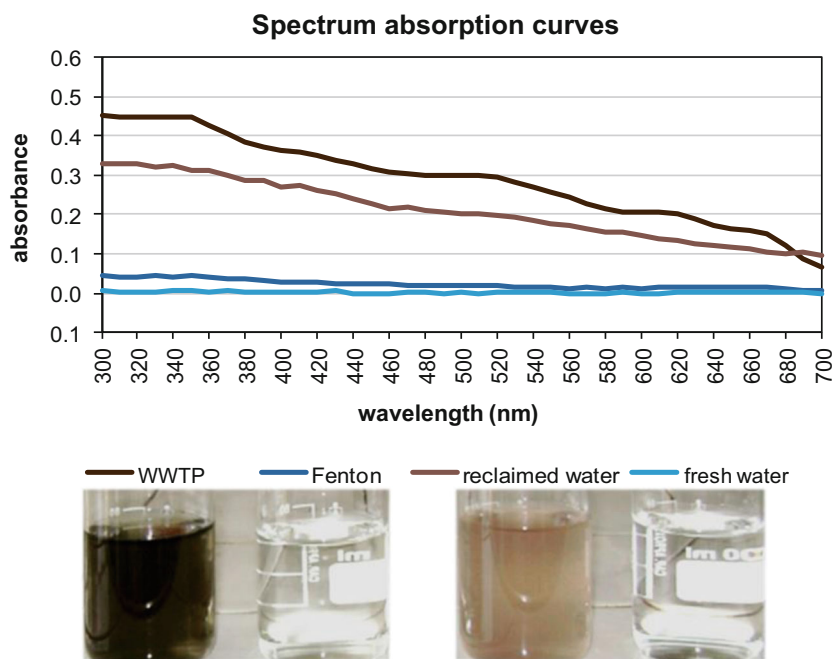 Spectrum absorption curves
absorbance
0.6
0.5
0.4
0.3
0.2
0.1
0.0
0.1
300 320 340 360 380 400 420 440 460 480 500 520 540 560 580 600 620 640 660 680 700
wavelength (nm)
WWTP Fenton reclaimed water fresh water